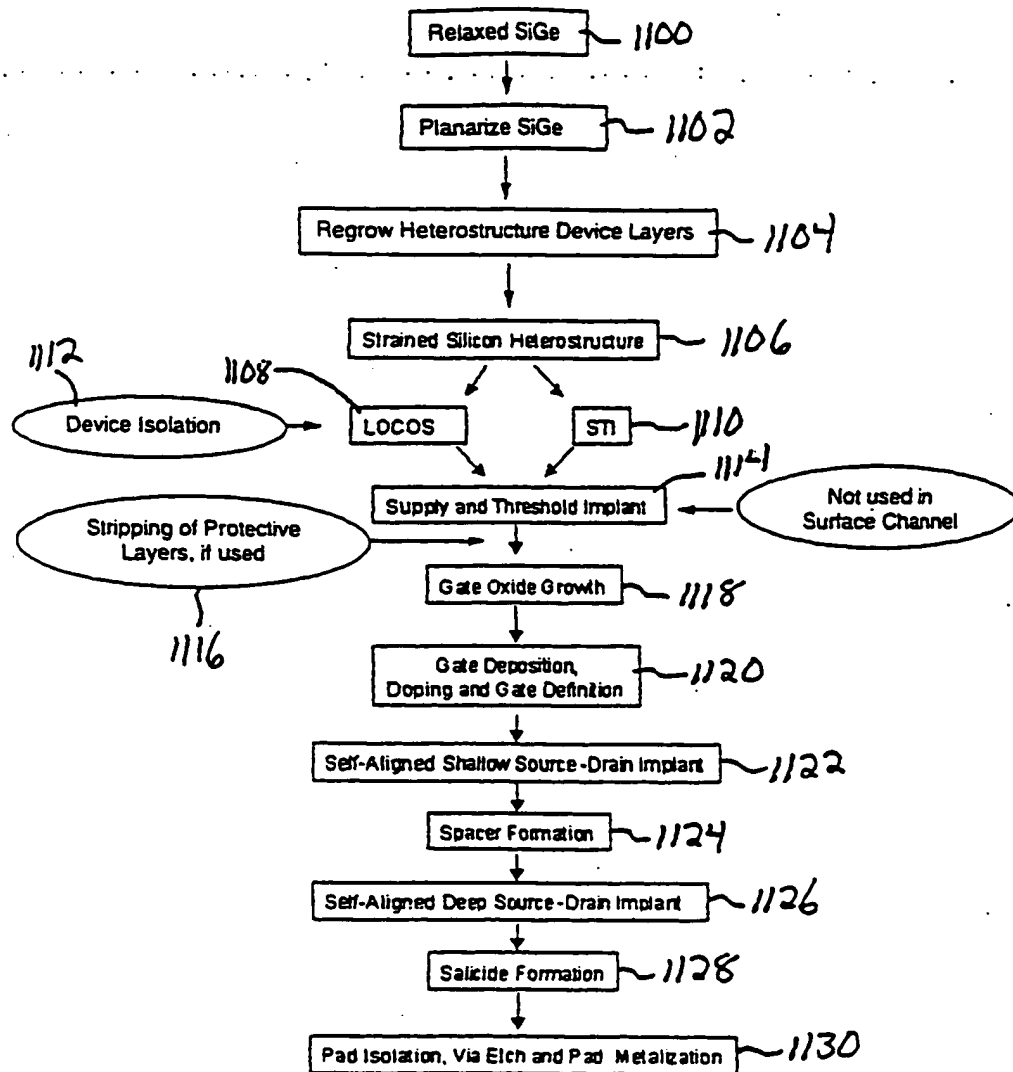 Relaxed SiGe 1100
Planarize SiGe 1102
Regrow Heterostructure Device Layers 1104
Strained Silicon Heterostructure 1106
1112
Device Isolation
1108
LOCOS
STI 1110
1114
Supply and Threshold Implant
Not used in
Surface Channel
Stripping of Protective
Layers, if used
1116
Gate Oxide Growth 1118
Gate Deposition,
Doping and Gate Definition 1120
Self-Aligned Shallow Source-Drain Implant 1122
Spacer Formation 1124
Self-Aligned Deep Source-Drain Implant 1126
Salicide Formation 1128
Pad Isolation, Via Etch and Pad Metalization 1130